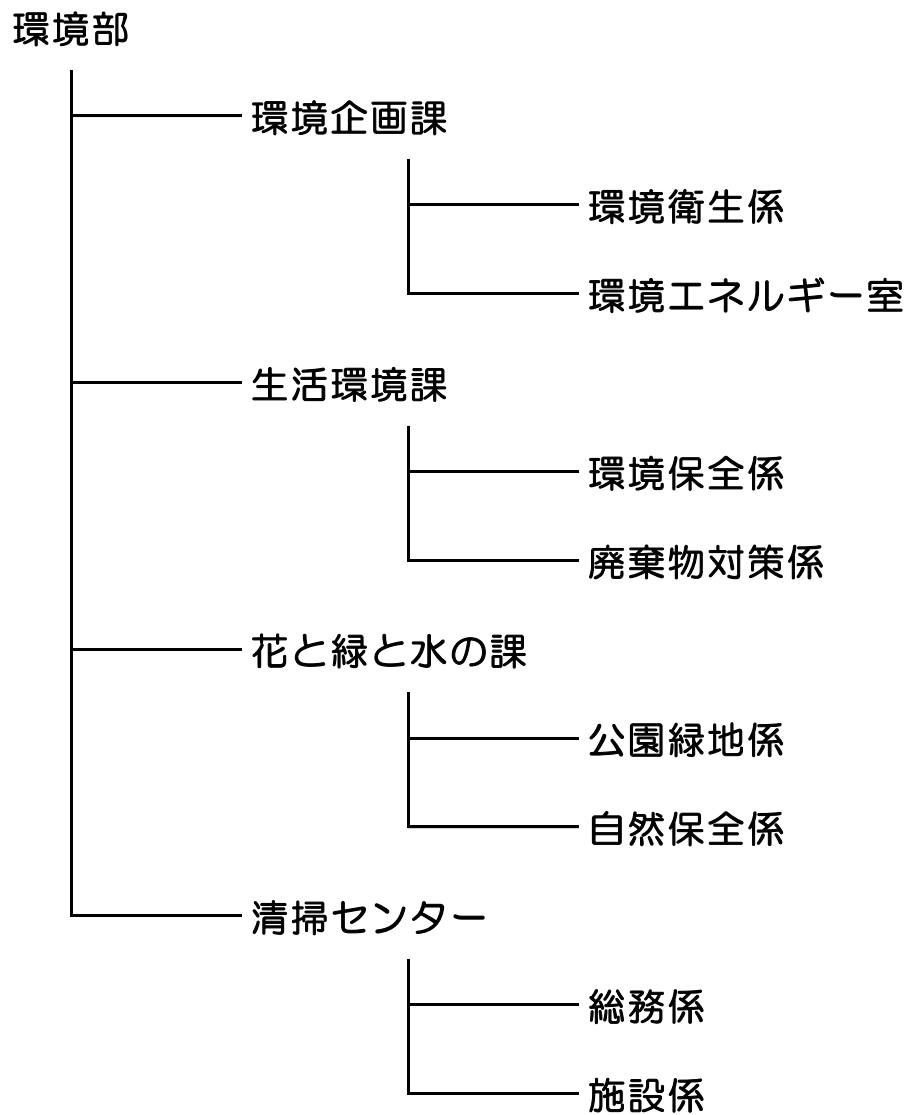 環境部
環境企画課
環境衛生係
環境エネルギー室
生活環境課
環境保全係
廃棄物対策係
花と緑と水の課
公園緑地係
自然保全係
清掃センター
総務係
施設係